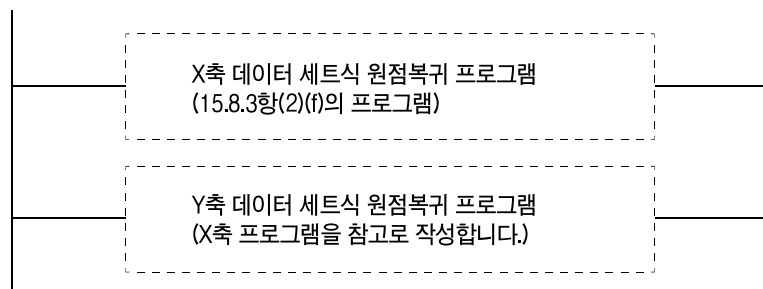 X축 데이터 세트식 원점복귀 프로그램
(15.8.3항(2)(f)의 프로그램)
Y축 데이터 세트식 원점복귀 프로그램
(X축 프로그램을 참고로 작성합니다.)